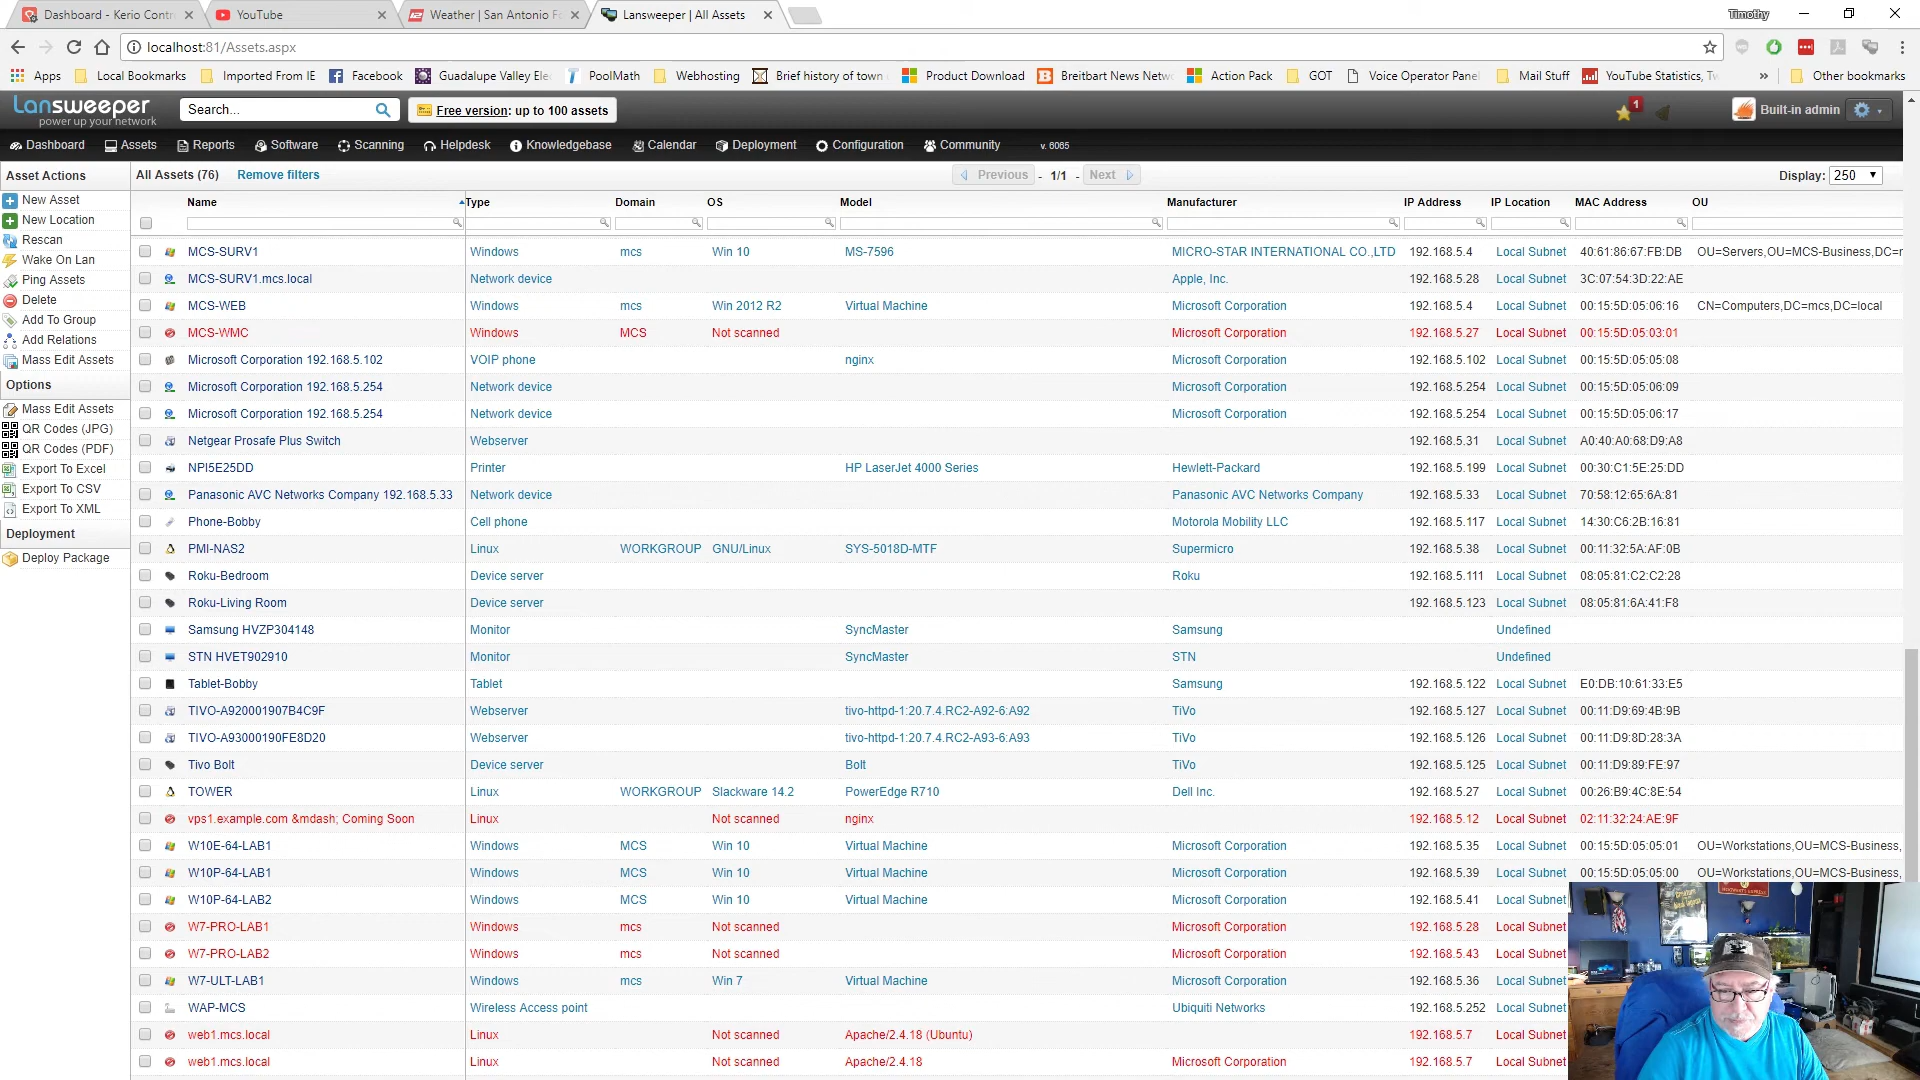 Dashboard - Kerio Contr
YouTube
Weather | San Antonio Fo
Lansweeper | All Assets
Timothy
localhost:81/Assets.aspx
Apps
Local Bookmarks
Imported From IE
Facebook
Guadalupe Valley Ele
PoolMath
Webhosting
Brief history of town
Product Download
Breitbart News Netw
Action Pack
GOT
Voice Operator Panel
Mail Stuff
YouTube Statistics, Tw
»
Other bookmarks
Lansweeper
power up your network
Search...
Free version: up to 100 assets
1
Built-in admin
Dashboard
Assets
Reports
Software
Scanning
Helpdesk
Knowledgebase
Calendar
Deployment
Configuration
Community
v. 6065
Asset Actions
New Asset
New Location
Rescan
Wake On Lan
Ping Assets
Delete
Add To Group
Add Relations
Mass Edit Assets
Options
Mass Edit Assets
QR Codes (JPG)
QR Codes (PDF)
Export To Excel
Export To CSV
Export To XML
Deployment
Deploy Package
All Assets (76) Remove filters
Previous - 1/1 - Next
Display: 250
Name Type Domain OS Model Manufacturer IP Address IP Location MAC Address OU
MCS-SURV1 Windows mcs Win 10 MS-7596 MICRO-STAR INTERNATIONAL CO.,LTD 192.168.5.4 Local Subnet 40:61:86:67:FB:DB OU=Servers,OU=MCS-Business,DC=r
MCS-SURV1.mcs.local Network device Apple, Inc. 192.168.5.28 Local Subnet 3C:07:54:3D:22:AE
MCS-WEB Windows mcs Win 2012 R2 Virtual Machine Microsoft Corporation 192.168.5.4 Local Subnet 00:15:5D:05:06:16 CN=Computers,DC=mcs,DC=local
MCS-WMC Windows MCS Not scanned Microsoft Corporation 192.168.5.27 Local Subnet 00:15:5D:05:03:01
Microsoft Corporation 192.168.5.102 VOIP phone nginx Microsoft Corporation 192.168.5.102 Local Subnet 00:15:5D:05:05:08
Microsoft Corporation 192.168.5.254 Network device Microsoft Corporation 192.168.5.254 Local Subnet 00:15:5D:05:06:09
Microsoft Corporation 192.168.5.254 Network device Microsoft Corporation 192.168.5.254 Local Subnet 00:15:5D:05:06:17
Netgear Prosafe Plus Switch Webserver 192.168.5.31 Local Subnet A0:40:A0:68:D9:A8
NPI5E25DD Printer HP LaserJet 4000 Series Hewlett-Packard 192.168.5.199 Local Subnet 00:30:C1:5E:25:DD
Panasonic AVC Networks Company 192.168.5.33 Network device Panasonic AVC Networks Company 192.168.5.33 Local Subnet 70:58:12:65:6A:81
Phone-Bobby Cell phone Motorola Mobility LLC 192.168.5.117 Local Subnet 14:30:C6:2B:16:81
PMI-NAS2 Linux WORKGROUP GNU/Linux SYS-5018D-MTF Supermicro 192.168.5.38 Local Subnet 00:11:32:5A:AF:0B
Roku-Bedroom Device server Roku 192.168.5.111 Local Subnet 08:05:81:C2:C2:28
Roku-Living Room Device server 192.168.5.123 Local Subnet 08:05:81:6A:41:F8
Samsung HVZP304148 Monitor SyncMaster Samsung Undefined
STN HVET902910 Monitor SyncMaster STN Undefined
Tablet-Bobby Tablet Samsung 192.168.5.122 Local Subnet E0:DB:10:61:33:E5
TIVO-A920001907B4C9F Webserver tivo-httpd-1:20.7.4.RC2-A92-6:A92 TiVo 192.168.5.127 Local Subnet 00:11:D9:69:4B:9B
TIVO-A93000190FE8D20 Webserver tivo-httpd-1:20.7.4.RC2-A93-6:A93 TiVo 192.168.5.126 Local Subnet 00:11:D9:8D:28:3A
Tivo Bolt Device server Bolt TiVo 192.168.5.125 Local Subnet 00:11:D9:89:FE:97
TOWER Linux WORKGROUP Slackware 14.2 PowerEdge R710 Dell Inc. 192.168.5.27 Local Subnet 00:26:B9:4C:8E:54
vps1.example.com &mdash; Coming Soon Linux Not scanned nginx 192.168.5.12 Local Subnet 02:11:32:24:AE:9F
W10E-64-LAB1 Windows MCS Win 10 Virtual Machine Microsoft Corporation 192.168.5.35 Local Subnet 00:15:5D:05:05:01 OU=Workstations,OU=MCS-Business,
W10P-64-LAB1 Windows MCS Win 10 Virtual Machine Microsoft Corporation 192.168.5.39 Local Subnet 00:15:5D:05:05:00 OU=Workstations,OU=MCS-Business,
W10P-64-LAB2 Windows MCS Win 10 Virtual Machine Microsoft Corporation 192.168.5.41 Local Subnet
W7-PRO-LAB1 Windows mcs Not scanned Microsoft Corporation 192.168.5.28 Local Subnet
W7-PRO-LAB2 Windows mcs Not scanned Microsoft Corporation 192.168.5.43 Local Subnet
W7-ULT-LAB1 Windows mcs Win 7 Virtual Machine Microsoft Corporation 192.168.5.36 Local Subnet
WAP-MCS Wireless Access point Ubiquiti Networks 192.168.5.252 Local Subnet
web1.mcs.local Linux Not scanned Apache/2.4.18 (Ubuntu) 192.168.5.7 Local Subnet
web1.mcs.local Linux Not scanned Apache/2.4.18 Microsoft Corporation 192.168.5.7 Local Subnet